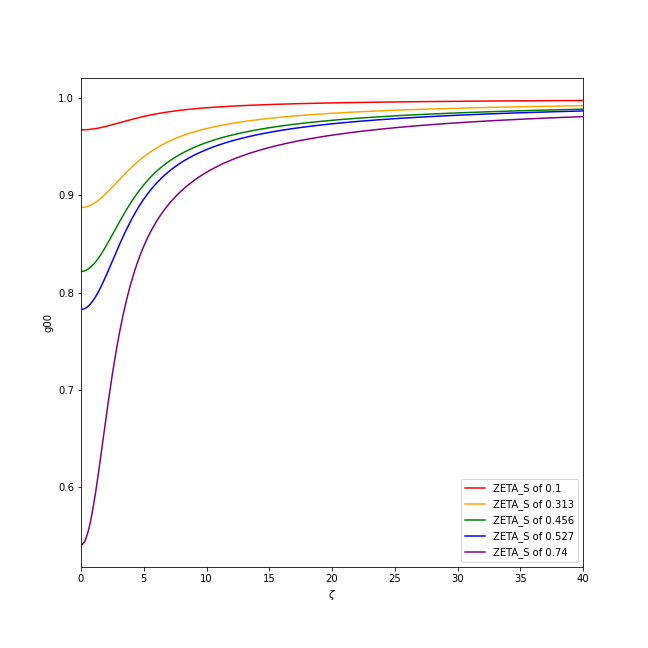 1.0
0.9
0.8
0.7
0.6
g00
0 5 10 15 20 25 30 35 40
ζ
ZETA_S of 0.1
ZETA_S of 0.313
ZETA_S of 0.456
ZETA_S of 0.527
ZETA_S of 0.74